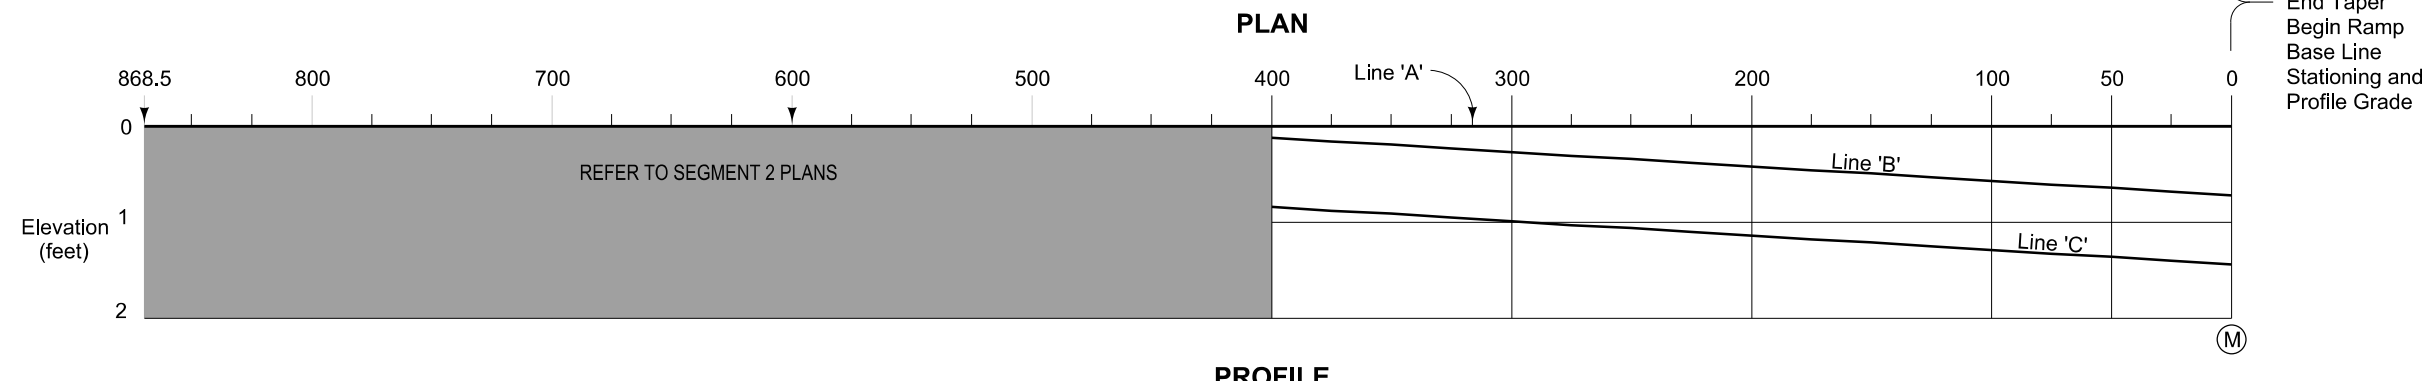 PLAN
End Taper
Begin Ramp
Base Line
Stationing and
Profile Grade
868.5 800 700 600 500 400 Line 'A' 300 200 100 50 0
0
REFER TO SEGMENT 2 PLANS
Line 'B'
Elevation
(feet)
1
Line 'C'
2
M
PROFILE